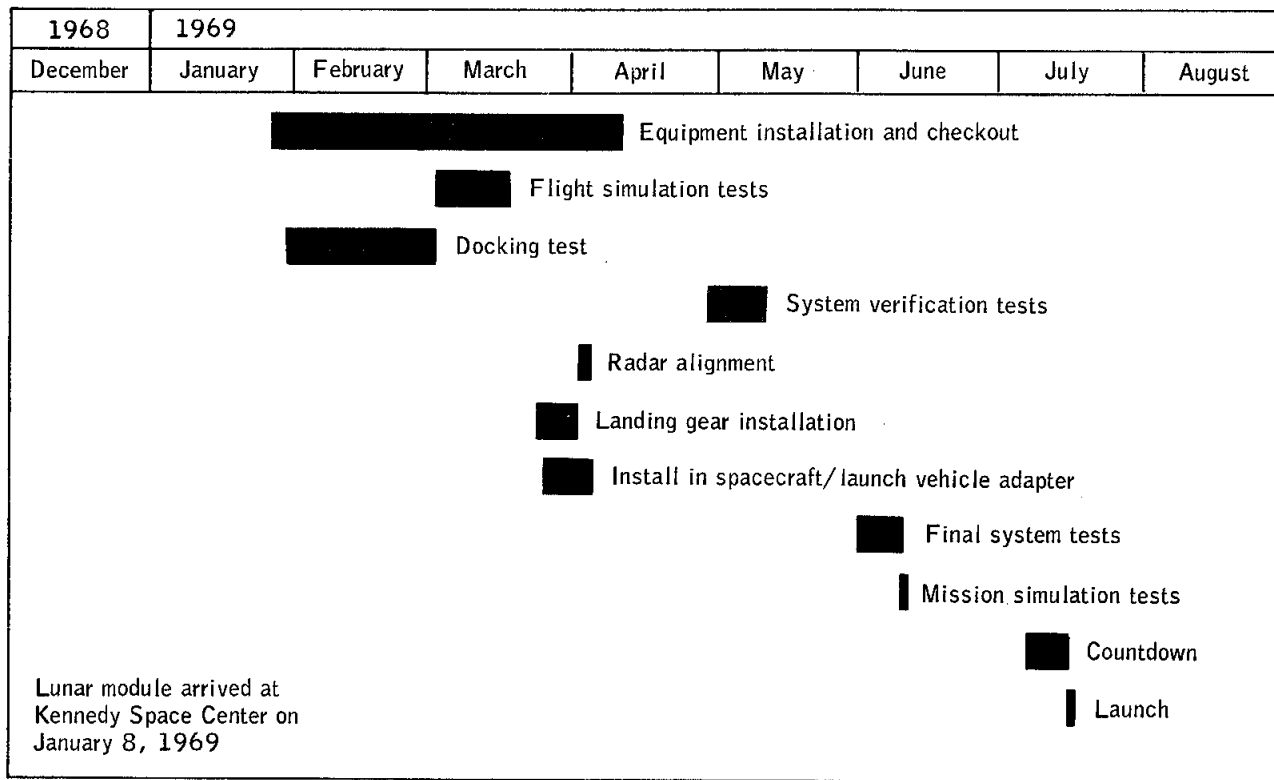 1968 1969
December January February March April May June July August
Equipment installation and checkout
Flight simulation tests
Docking test
System verification tests
Radar alignment
Landing gear installation
Install in spacecraft/launch vehicle adapter
Final system tests
Mission simulation tests
Countdown
Launch
Lunar module arrived at
Kennedy Space Center on
January 8, 1969